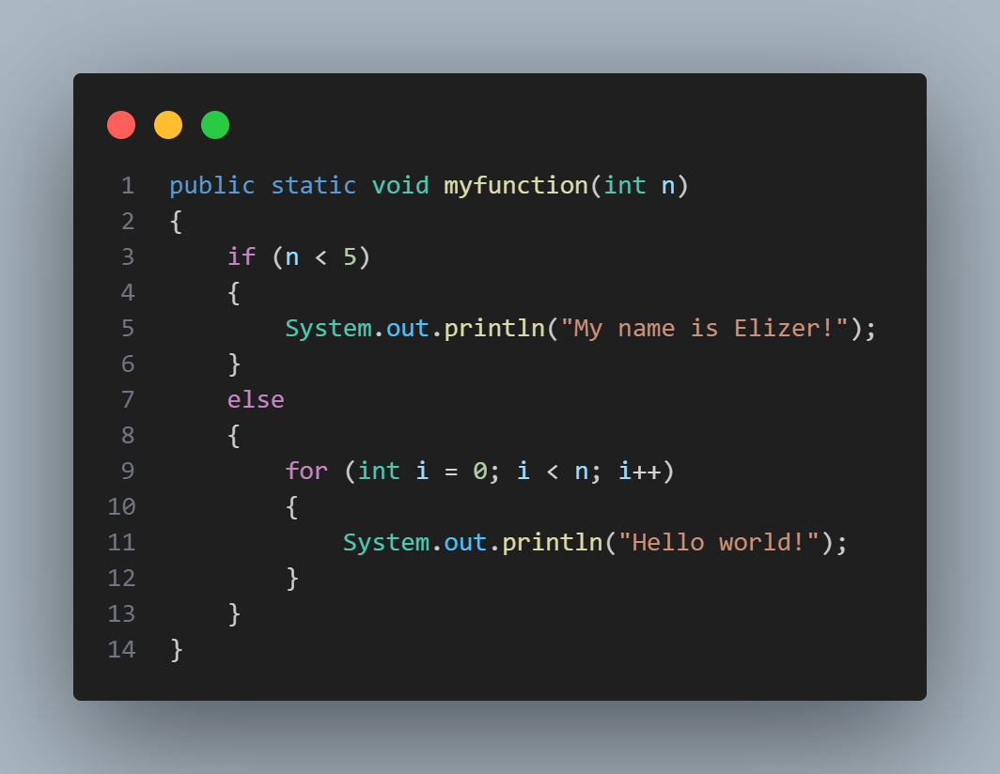 1 public static void myfunction(int n)
2 {
3     if (n < 5)
4     {
5         System.out.println("My name is Elizer!");
6     }
7     else
8     {
9         for (int i = 0; i < n; i++)
10         {
11             System.out.println("Hello world!");
12         }
13     }
14 }